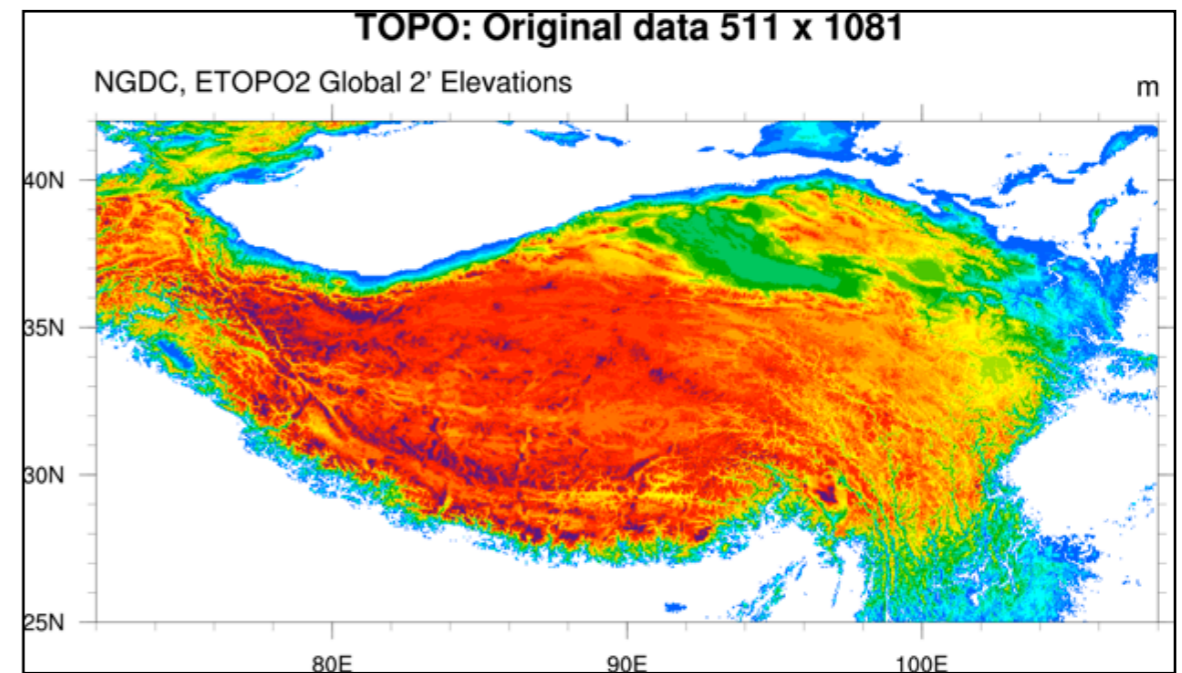 TOPO: Original data 511 x 1081
NGDC, ETOPO2 Global 2' Elevations
m
40N
35N
30N
25N
80E 90E 100E